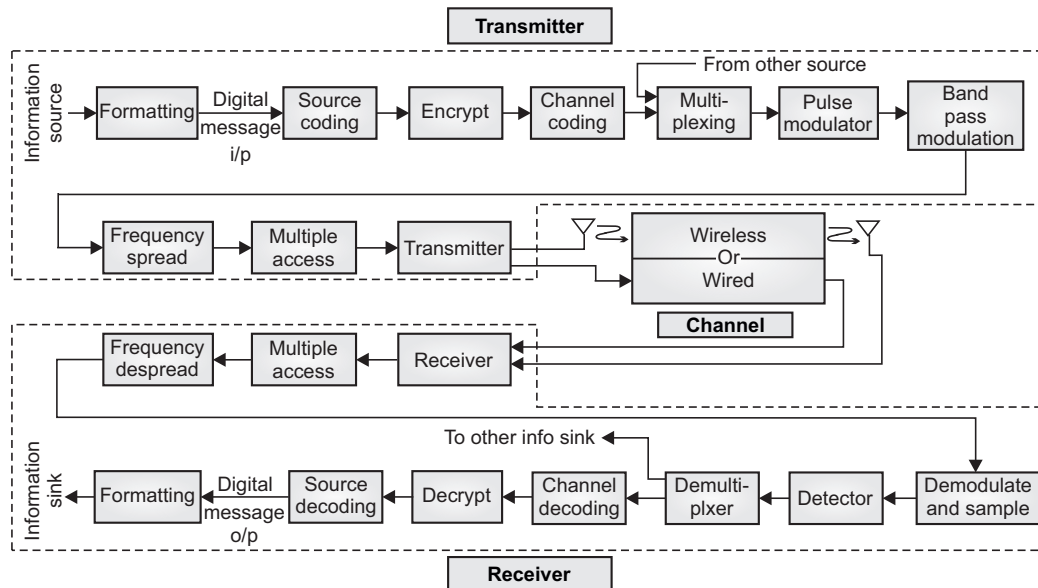 Transmitter
Information
source
Formatting
Digital
message
i/p
Source
coding
Encrypt
Channel
coding
From other source
Multi-
plexing
Pulse
modulator
Band
pass
modulation
Frequency
spread
Multiple
access
Transmitter
Wireless
Or
Wired
Channel
Frequency
despread
Multiple
access
Receiver
To other info sink
Information
sink
Formatting
Digital
message
o/p
Source
decoding
Decrypt
Channel
decoding
Demulti-
plxer
Detector
Demodulate
and sample
Receiver